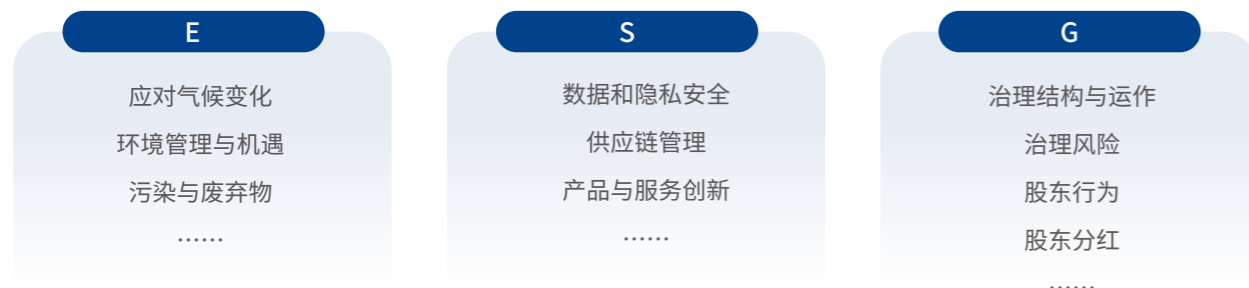 E
应对气候变化
环境管理与机遇
污染与废弃物
……
S
数据和隐私安全
供应链管理
产品与服务创新
……
G
治理结构与运作
治理风险
股东行为
股东分红
……